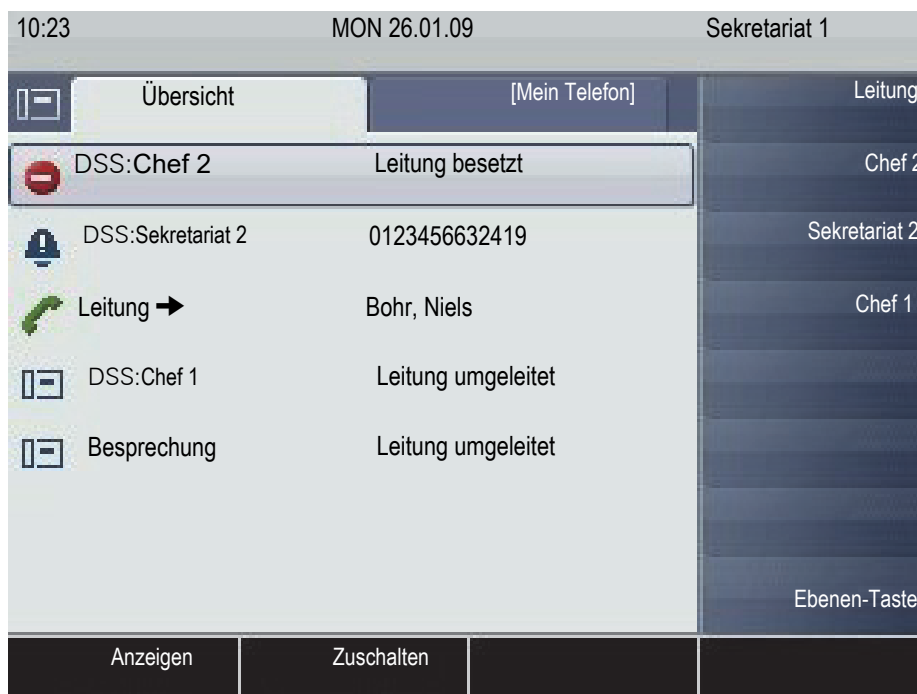 10:23 MON 26.01.09 Sekretariat 1
Übersicht [Mein Telefon] Leitung
DSS:Chef 2 Leitung besetzt Chef 2
DSS:Sekretariat 2 0123456632419 Sekretariat 2
Leitung ➔ Bohr, Niels Chef 1
DSS:Chef 1 Leitung umgeleitet
Besprechung Leitung umgeleitet
Ebenen-Taste
Anzeigen Zuschalten